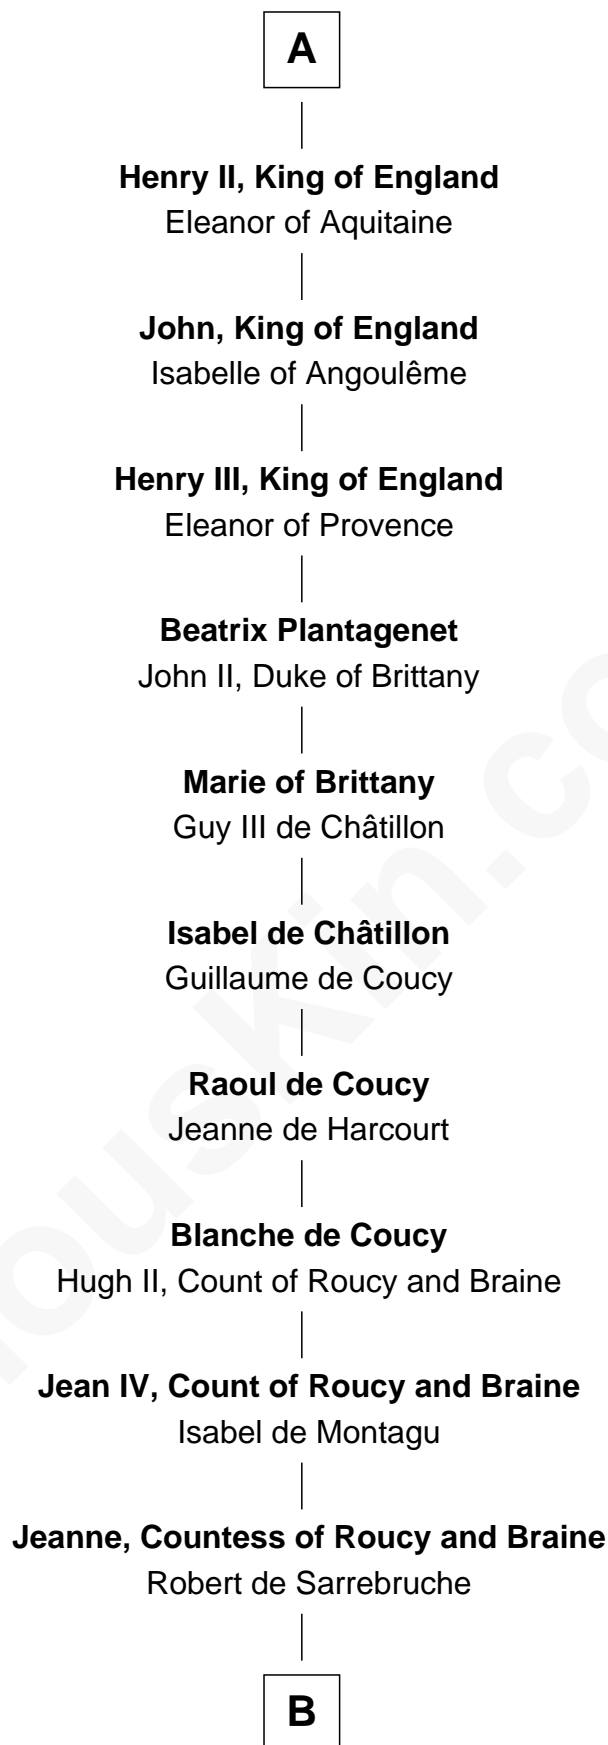 A
Henry II, King of England
Eleanor of Aquitaine
John, King of England
Isabelle of Angoulême
Henry III, King of England
Eleanor of Provence
Beatrix Plantagenet
John II, Duke of Brittany
Marie of Brittany
Guy III de Châtillon
Isabel de Châtillon
Guillaume de Coucy
Raoul de Coucy
Jeanne de Harcourt
Blanche de Coucy
Hugh II, Count of Roucy and Braine
Jean IV, Count of Roucy and Braine
Isabel de Montagu
Jeanne, Countess of Roucy and Braine
Robert de Sarrebruche
B